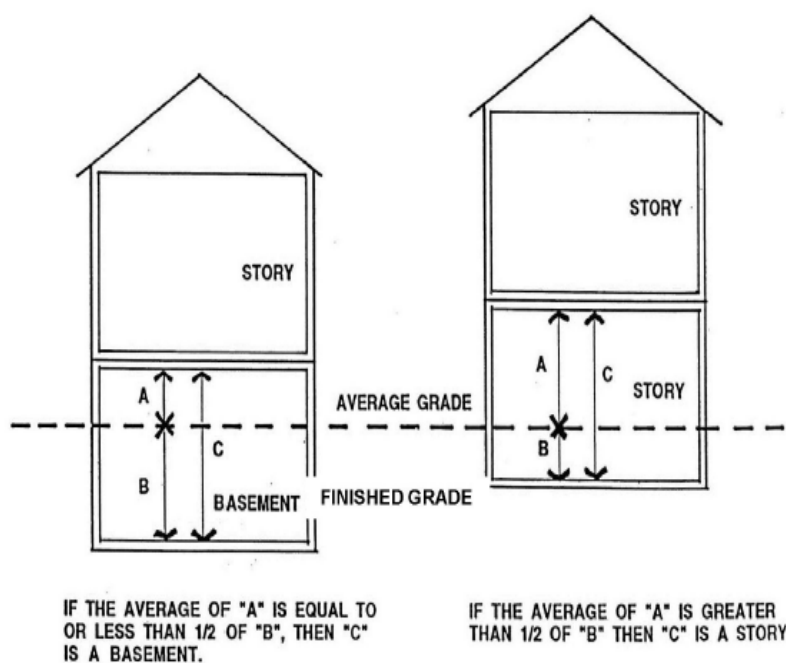 STORY
A
C
B
BASEMENT
AVERAGE GRADE
FINISHED GRADE
STORY
A
C
STORY
B
IF THE AVERAGE OF "A" IS EQUAL TO
OR LESS THAN 1/2 OF "B", THEN "C"
IS A BASEMENT.
IF THE AVERAGE OF "A" IS GREATER
THAN 1/2 OF "B" THEN "C" IS A STORY